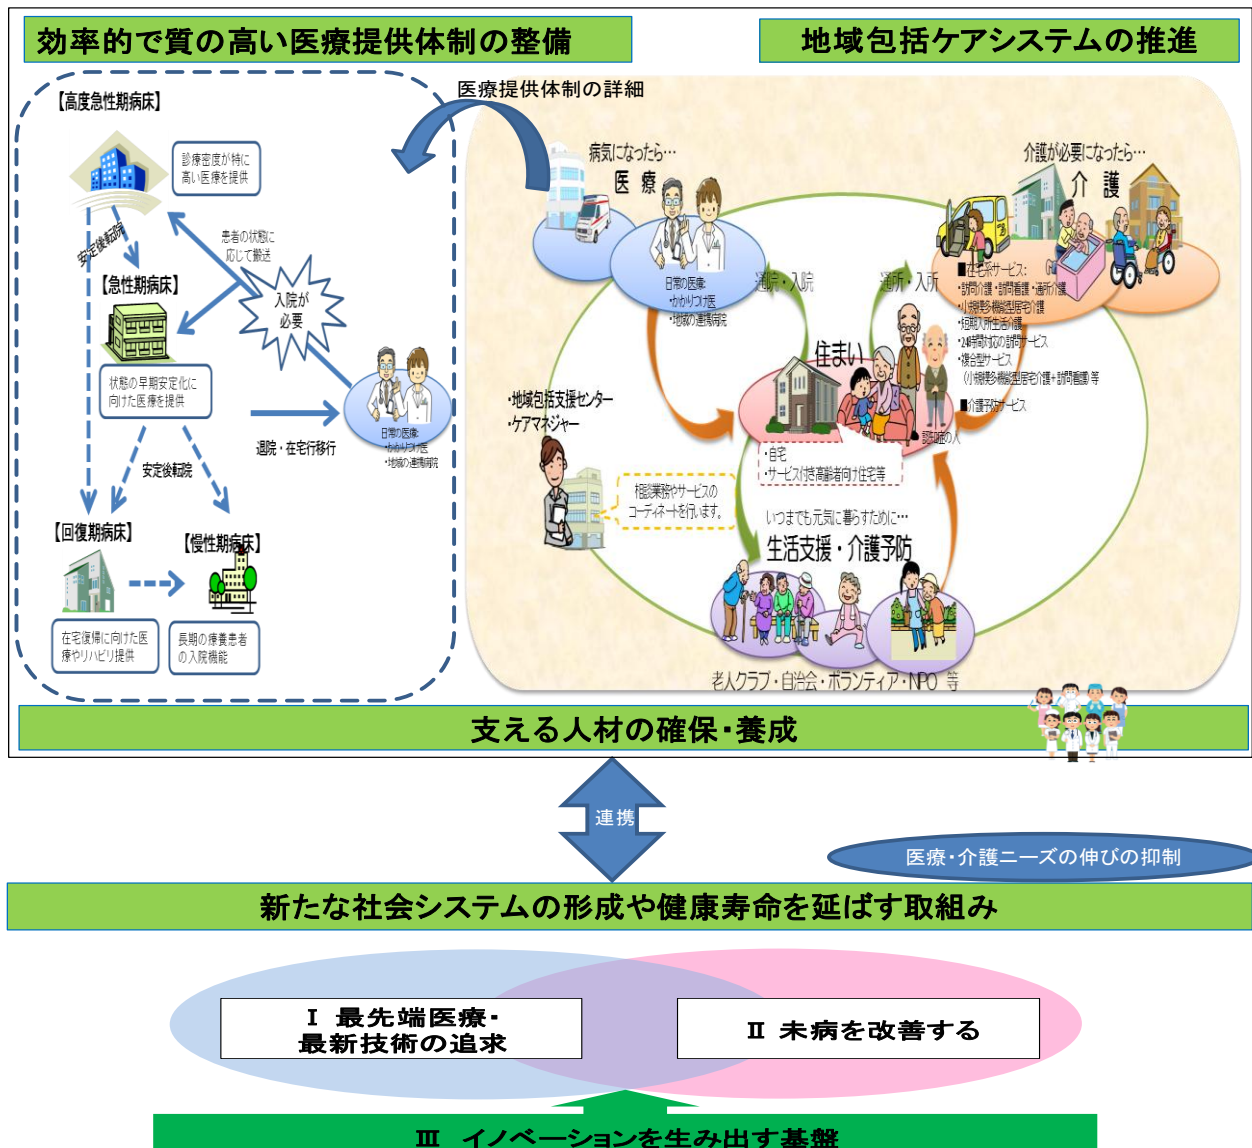 効率的で質の高い医療提供体制の整備
地域包括ケアシステムの推進
医療提供体制の詳細
【高度急性期病床】
診療密度が特に
高い医療を提供
安定後転院
患者の状態に
応じて搬送
【急性期病床】
入院が
必要
状態の早期安定化に
向けた医療を提供
退院・在宅行移行
日常の医療:
・かかりつけ医
・地域の連携病院
安定後転院
【回復期病床】
【慢性期病床】
在宅復帰に向けた医
療やリハビリ提供
長期の療養患者
の入院機能
病気になったら…
医 療
日常の医療:
・かかりつけ医
・地域の連携病院
通院・入院
通所・入所
介護が必要になったら…
介 護
■在宅系サービス:
・訪問介護・訪問看護・通所介護
・小規模多機能型居宅介護
・短期入所生活介護
・24時間対応の訪問サービス
・複合型サービス
(小規模多機能型居宅介護+訪問看護)等
■介護予防サービス
住まい
認知症の人
・自宅
・サービス付き高齢者向け住宅等
・地域包括支援センター
・ケアマネジャー
相談業務やサービスの
コーディネートを行います。
いつまでも元気に暮らすために…
生活支援・介護予防
老人クラブ・自治会・ボランティア・NPO 等
支える人材の確保・養成
連携
医療・介護ニーズの伸びの抑制
新たな社会システムの形成や健康寿命を延ばす取組み
Ⅰ 最先端医療・
最新技術の追求
Ⅱ 未病を改善する
Ⅲ イノベーションを生み出す基盤